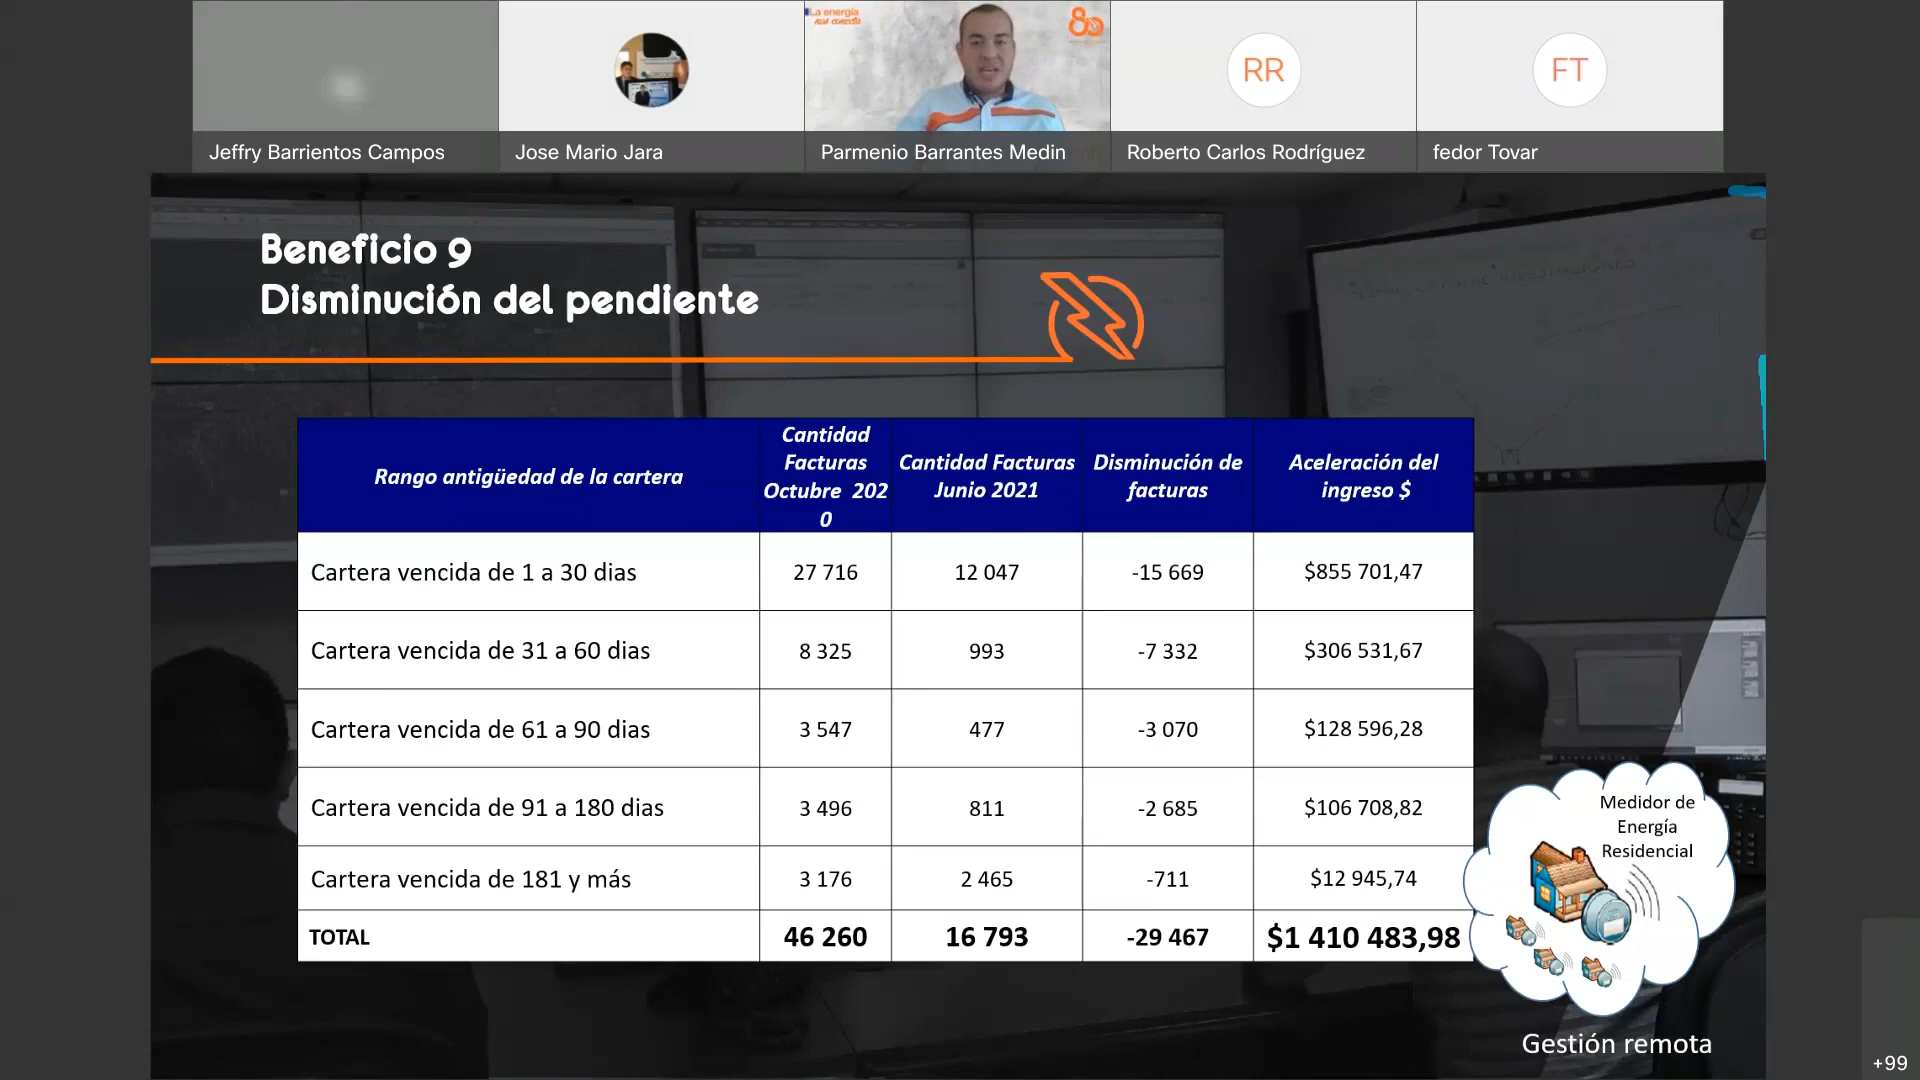 La energía
nos conecta
80
RR
FT
Jeffry Barrientos Campos
Jose Mario Jara
Parmenio Barrantes Medin
Roberto Carlos Rodríguez
fedor Tovar
Beneficio 9
Disminución del pendiente
Rango antigüedad de la cartera
Cantidad
Facturas
Octubre 202
0
Cantidad Facturas
Junio 2021
Disminución de
facturas
Aceleración del
ingreso $
Cartera vencida de 1 a 30 dias 27 716 12 047 -15 669 $855 701,47
Cartera vencida de 31 a 60 dias 8 325 993 -7 332 $306 531,67
Cartera vencida de 61 a 90 dias 3 547 477 -3 070 $128 596,28
Cartera vencida de 91 a 180 dias 3 496 811 -2 685 $106 708,82
Cartera vencida de 181 y más 3 176 2 465 -711 $12 945,74
TOTAL 46 260 16 793 -29 467 $1 410 483,98
Medidor de
Energía
Residencial
Gestión remota
+99